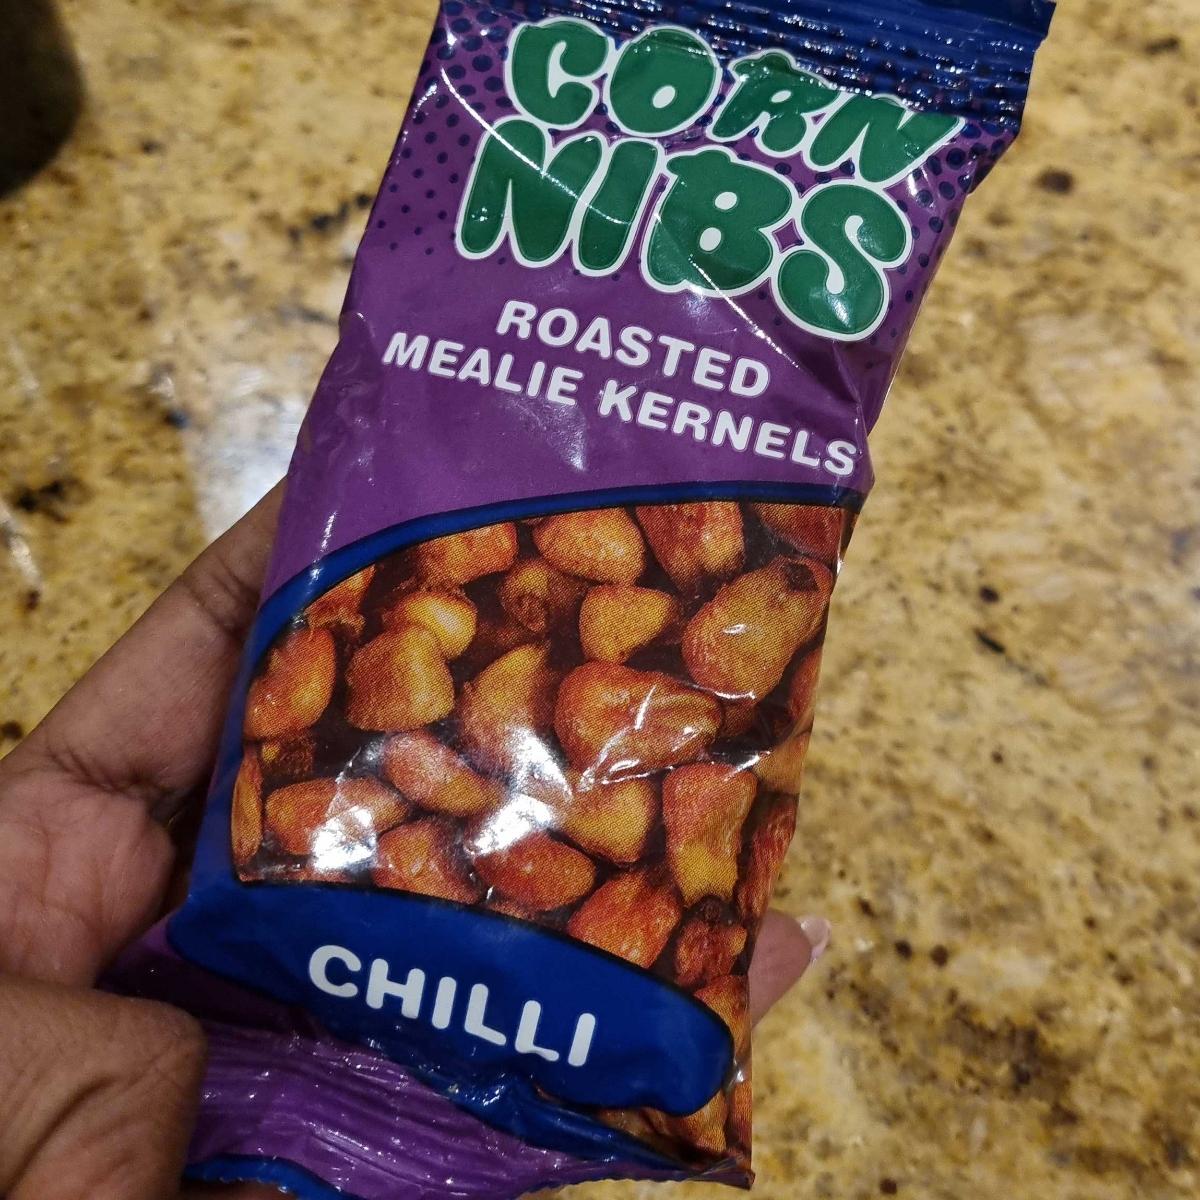 CORN
NIBS
ROASTED
MEALIE KERNELS
CHILLI